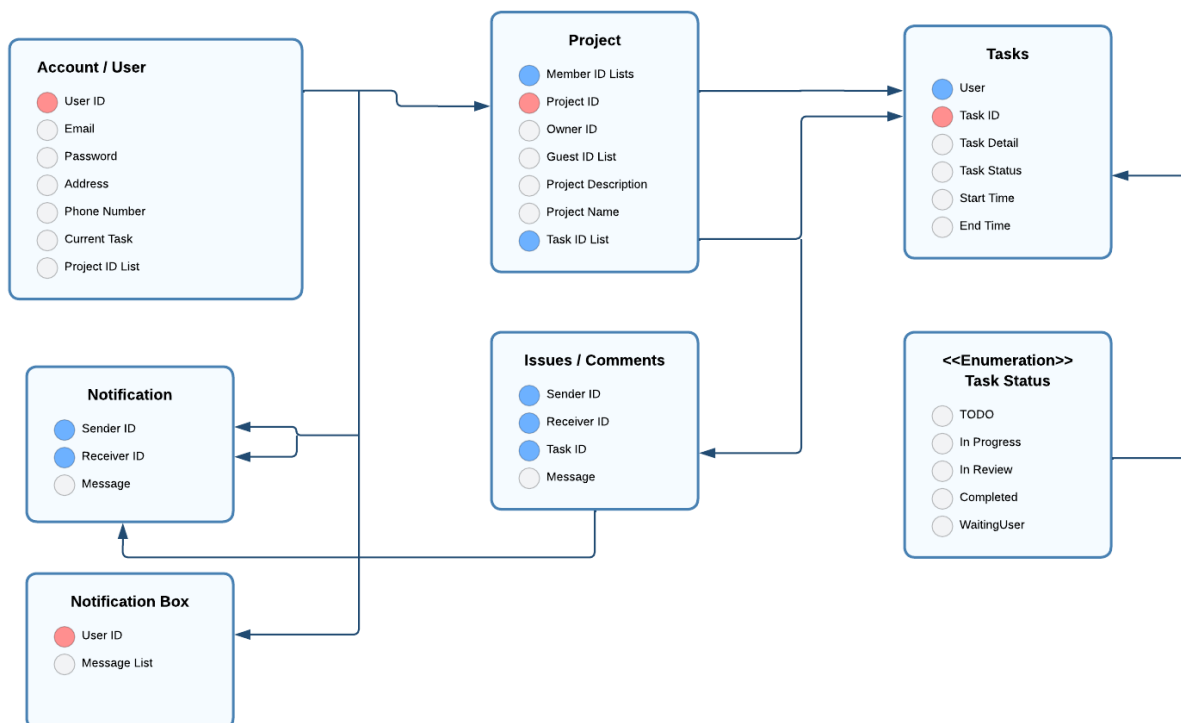 Account / User
User ID
Email
Password
Address
Phone Number
Current Task
Project ID List
Project
Member ID Lists
Project ID
Owner ID
Guest ID List
Project Description
Project Name
Task ID List
Tasks
User
Task ID
Task Detail
Task Status
Start Time
End Time
Notification
Sender ID
Receiver ID
Message
Issues / Comments
Sender ID
Receiver ID
Task ID
Message
<<Enumeration>>
Task Status
TODO
In Progress
In Review
Completed
WaitingUser
Notification Box
User ID
Message List